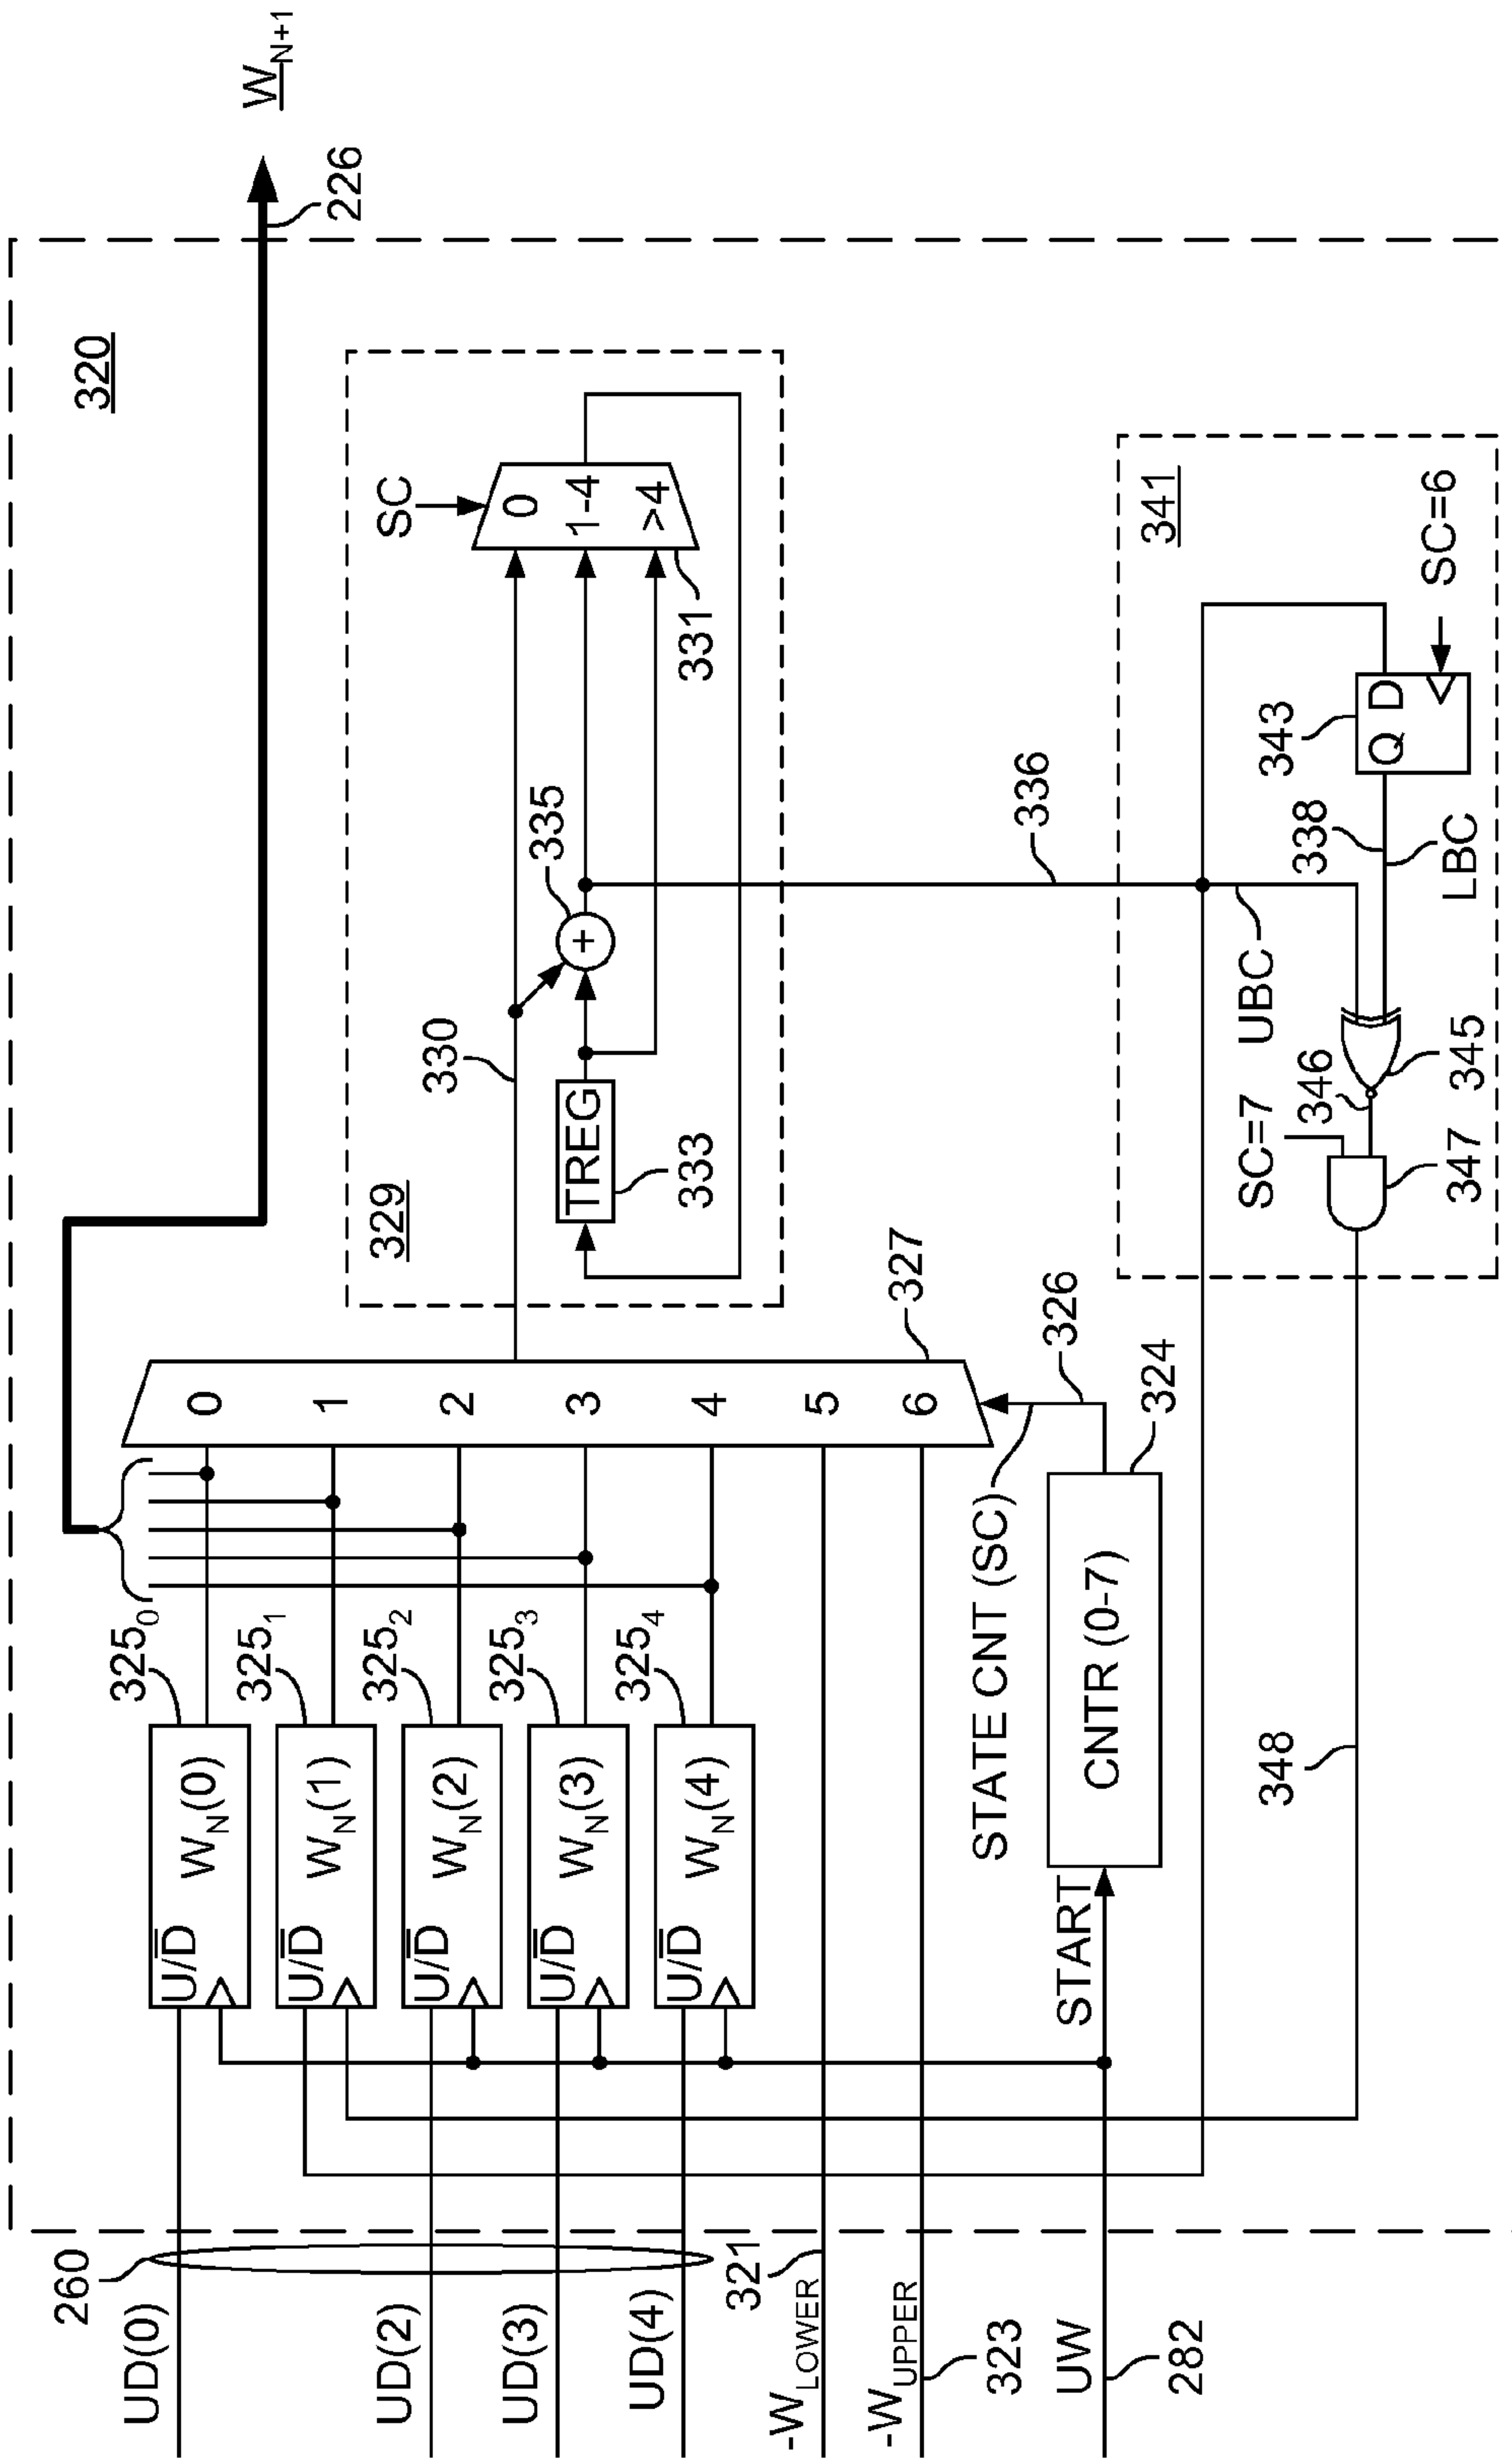 W_N+1
226
320
329
330
335
SC
0
1-4
>4
331
TREG
333
+
336
341
SC=6
343
Q D
338
LBC
UBC
SC=7
346
345
347
327
0
1
2
3
4
5
6
326
324
STATE CNT (SC)
CNTR (0-7)
START
348
325_0
325_1
325_2
325_3
325_4
U/D̅ W_N(0)
U/D̅ W_N(1)
U/D̅ W_N(2)
U/D̅ W_N(3)
U/D̅ W_N(4)
260
UD(0)
UD(2)
UD(3)
UD(4)
321
-W_LOWER
-W_UPPER
323
UW
282